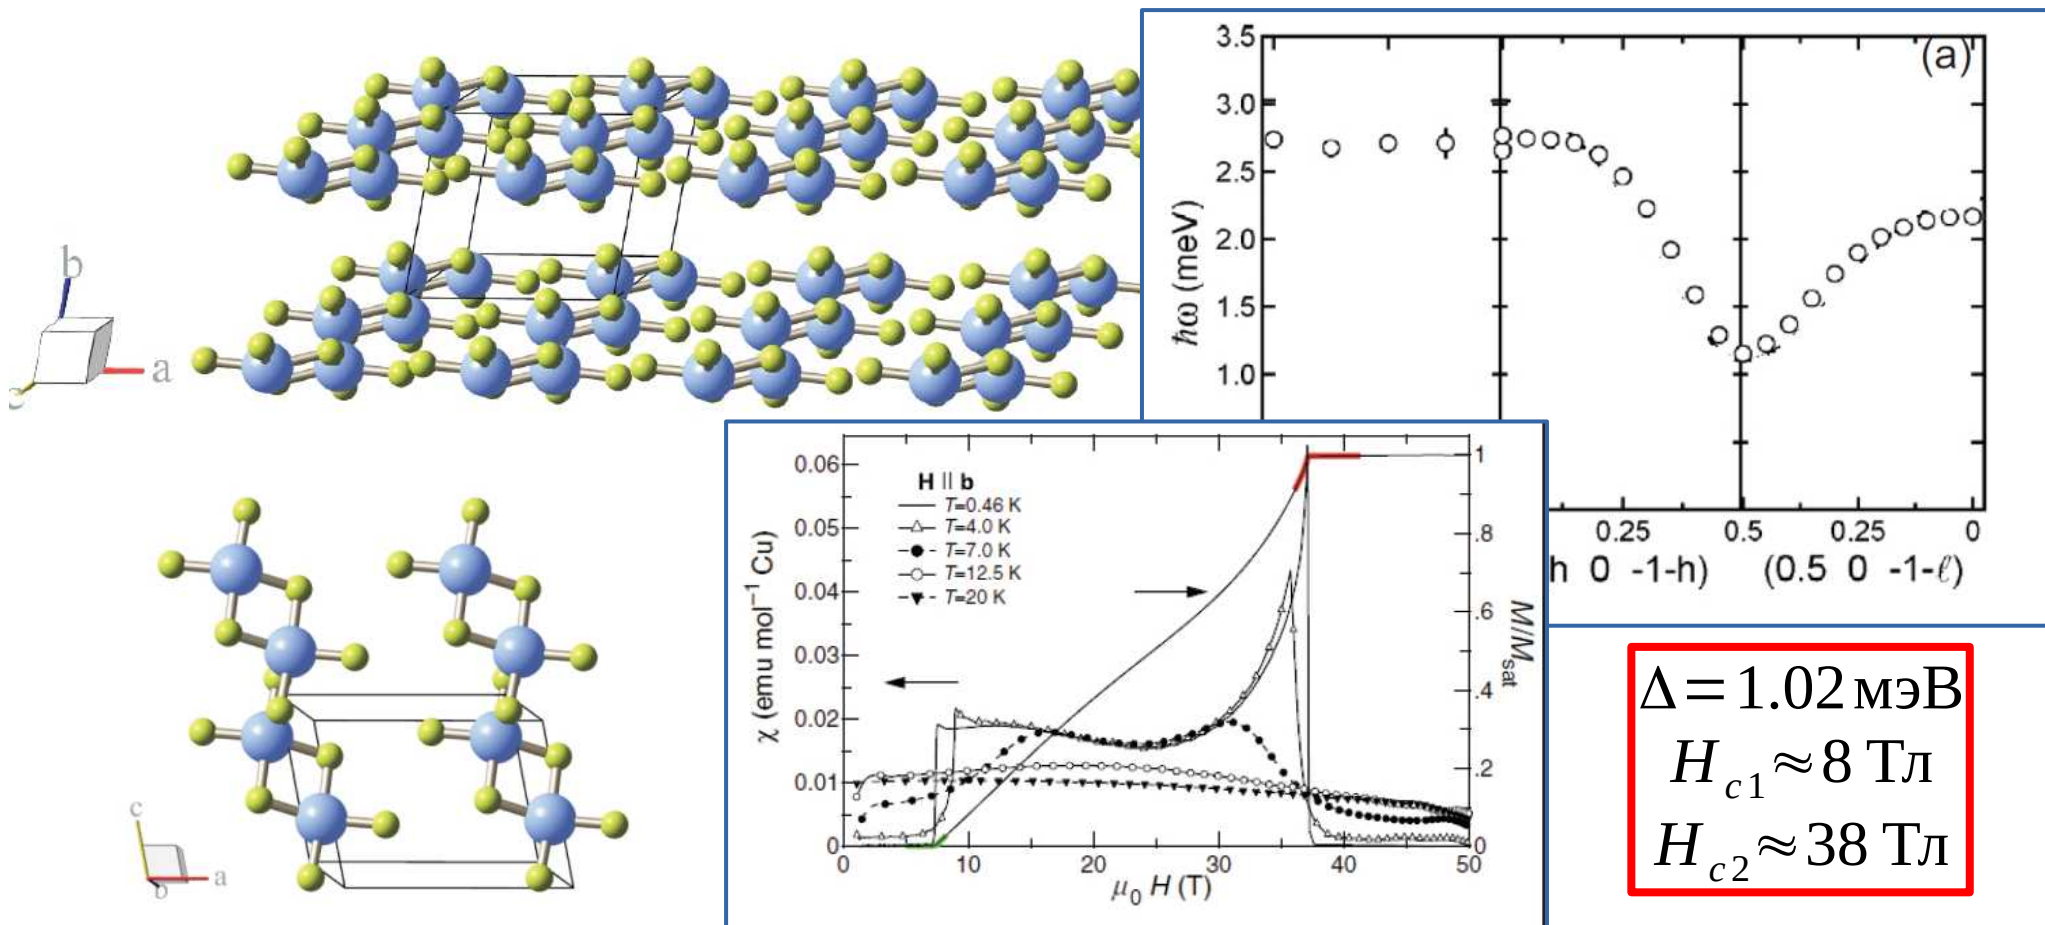 b
a
c
c
a
b
(a)
3.5
3.0
2.5
2.0
1.5
1.0
ħω (meV)
0.25 0.5 0.25 0
h 0 -1-h) (0.5 0 -1-ℓ)
H || b
T=0.46 K
T=4.0 K
T=7.0 K
T=12.5 K
T=20 K
0.06
0.05
0.04
0.03
0.02
0.01
0
χ (emu mol⁻¹ Cu)
1
.8
.6
.4
.2
0
M/M_sat
0 10 20 30 40 50
μ₀ H (T)
Δ=1.02 мэВ
H_c1≈8 Тл
H_c2≈38 Тл